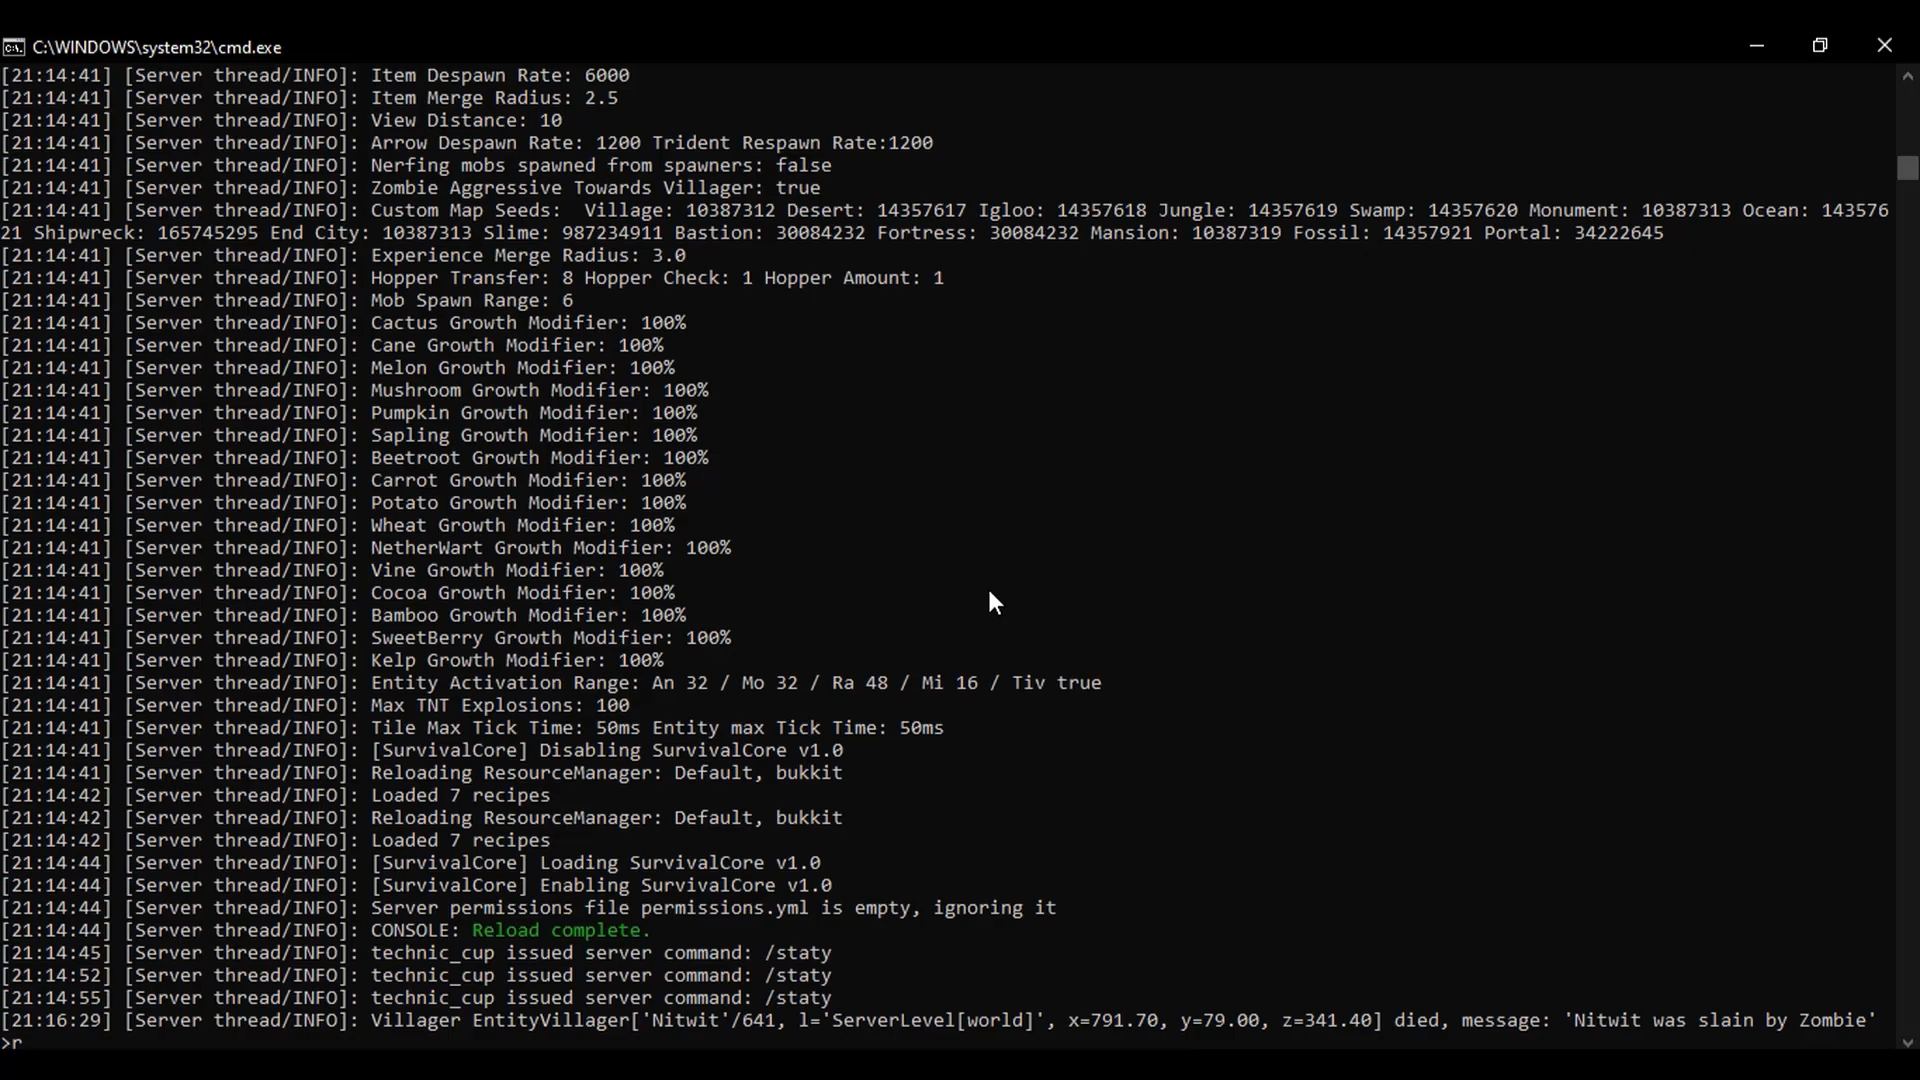 C:\WINDOWS\system32\cmd.exe
[21:14:41] [Server thread/INFO]: Item Despawn Rate: 6000
[21:14:41] [Server thread/INFO]: Item Merge Radius: 2.5
[21:14:41] [Server thread/INFO]: View Distance: 10
[21:14:41] [Server thread/INFO]: Arrow Despawn Rate: 1200 Trident Respawn Rate:1200
[21:14:41] [Server thread/INFO]: Nerfing mobs spawned from spawners: false
[21:14:41] [Server thread/INFO]: Zombie Aggressive Towards Villager: true
[21:14:41] [Server thread/INFO]: Custom Map Seeds:  Village: 10387312 Desert: 14357617 Igloo: 14357618 Jungle: 14357619 Swamp: 14357620 Monument: 10387313 Ocean: 143576
21 Shipwreck: 165745295 End City: 10387313 Slime: 987234911 Bastion: 30084232 Fortress: 30084232 Mansion: 10387319 Fossil: 14357921 Portal: 34222645
[21:14:41] [Server thread/INFO]: Experience Merge Radius: 3.0
[21:14:41] [Server thread/INFO]: Hopper Transfer: 8 Hopper Check: 1 Hopper Amount: 1
[21:14:41] [Server thread/INFO]: Mob Spawn Range: 6
[21:14:41] [Server thread/INFO]: Cactus Growth Modifier: 100%
[21:14:41] [Server thread/INFO]: Cane Growth Modifier: 100%
[21:14:41] [Server thread/INFO]: Melon Growth Modifier: 100%
[21:14:41] [Server thread/INFO]: Mushroom Growth Modifier: 100%
[21:14:41] [Server thread/INFO]: Pumpkin Growth Modifier: 100%
[21:14:41] [Server thread/INFO]: Sapling Growth Modifier: 100%
[21:14:41] [Server thread/INFO]: Beetroot Growth Modifier: 100%
[21:14:41] [Server thread/INFO]: Carrot Growth Modifier: 100%
[21:14:41] [Server thread/INFO]: Potato Growth Modifier: 100%
[21:14:41] [Server thread/INFO]: Wheat Growth Modifier: 100%
[21:14:41] [Server thread/INFO]: NetherWart Growth Modifier: 100%
[21:14:41] [Server thread/INFO]: Vine Growth Modifier: 100%
[21:14:41] [Server thread/INFO]: Cocoa Growth Modifier: 100%
[21:14:41] [Server thread/INFO]: Bamboo Growth Modifier: 100%
[21:14:41] [Server thread/INFO]: SweetBerry Growth Modifier: 100%
[21:14:41] [Server thread/INFO]: Kelp Growth Modifier: 100%
[21:14:41] [Server thread/INFO]: Entity Activation Range: An 32 / Mo 32 / Ra 48 / Mi 16 / Tiv true
[21:14:41] [Server thread/INFO]: Max TNT Explosions: 100
[21:14:41] [Server thread/INFO]: Tile Max Tick Time: 50ms Entity max Tick Time: 50ms
[21:14:41] [Server thread/INFO]: [SurvivalCore] Disabling SurvivalCore v1.0
[21:14:41] [Server thread/INFO]: Reloading ResourceManager: Default, bukkit
[21:14:42] [Server thread/INFO]: Loaded 7 recipes
[21:14:42] [Server thread/INFO]: Reloading ResourceManager: Default, bukkit
[21:14:42] [Server thread/INFO]: Loaded 7 recipes
[21:14:44] [Server thread/INFO]: [SurvivalCore] Loading SurvivalCore v1.0
[21:14:44] [Server thread/INFO]: [SurvivalCore] Enabling SurvivalCore v1.0
[21:14:44] [Server thread/INFO]: Server permissions file permissions.yml is empty, ignoring it
[21:14:44] [Server thread/INFO]: CONSOLE: Reload complete.
[21:14:45] [Server thread/INFO]: technic_cup issued server command: /staty
[21:14:52] [Server thread/INFO]: technic_cup issued server command: /staty
[21:14:55] [Server thread/INFO]: technic_cup issued server command: /staty
[21:16:29] [Server thread/INFO]: Villager EntityVillager['Nitwit'/641, l='ServerLevel[world]', x=791.70, y=79.00, z=341.40] died, message: 'Nitwit was slain by Zombie'
>r